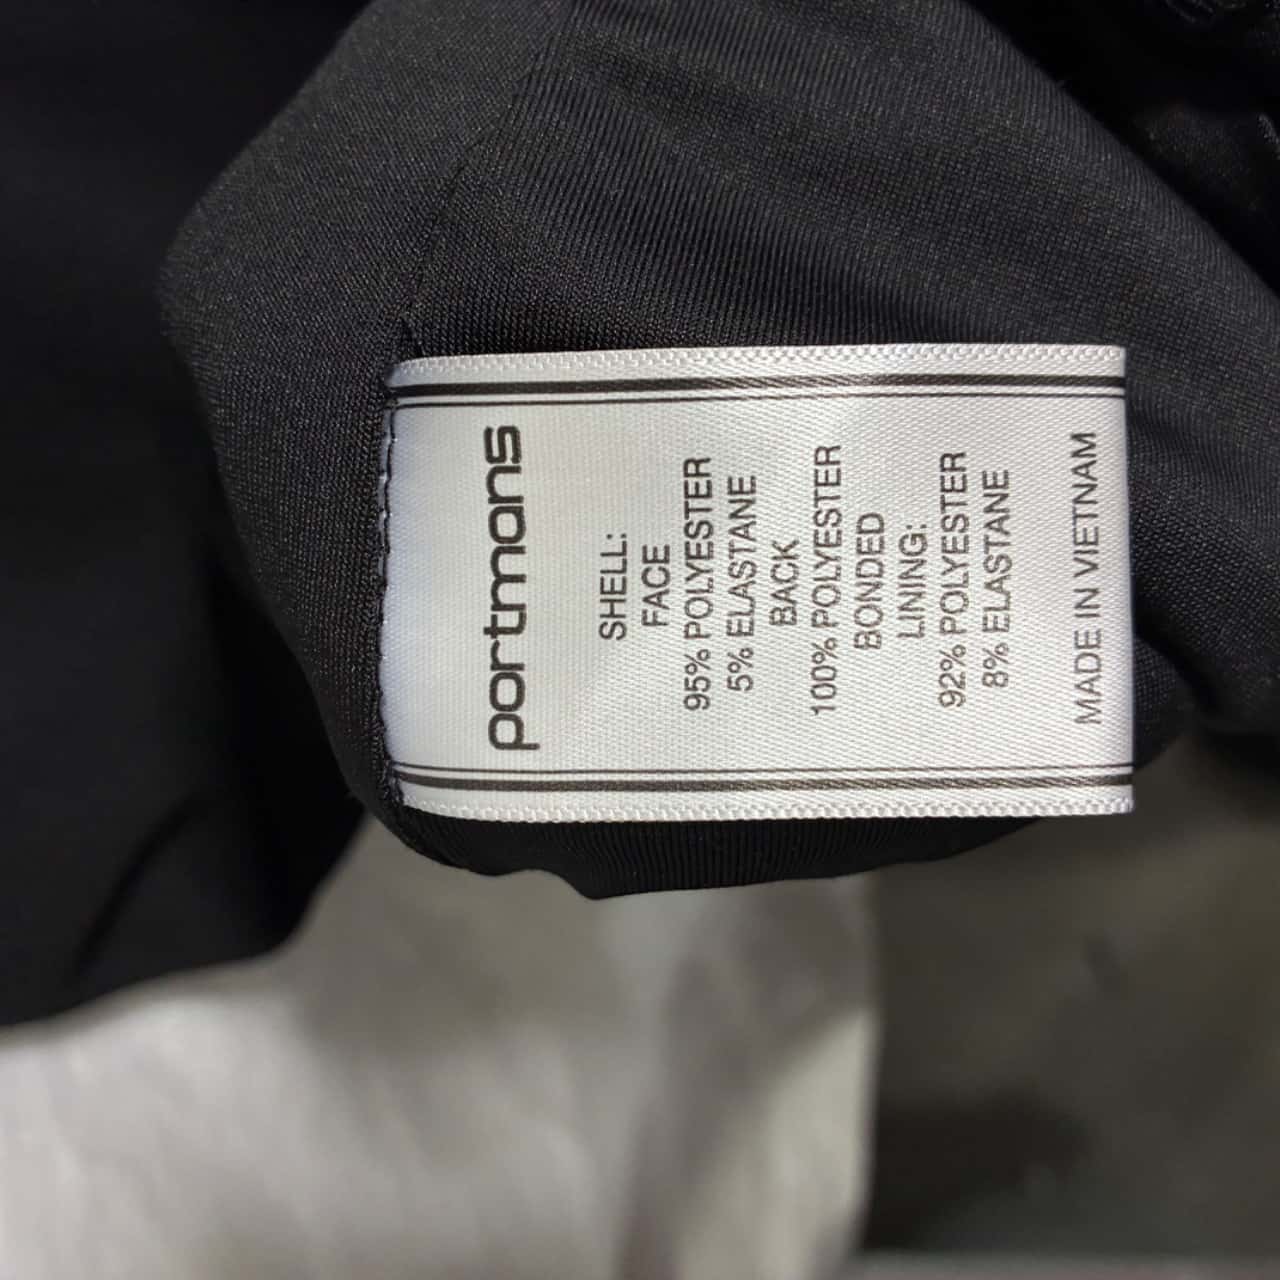 portmans
SHELL:
FACE
95% POLYESTER
5% ELASTANE
BACK
100% POLYESTER
BONDED
LINING:
92% POLYESTER
8% ELASTANE
MADE IN VIETNAM